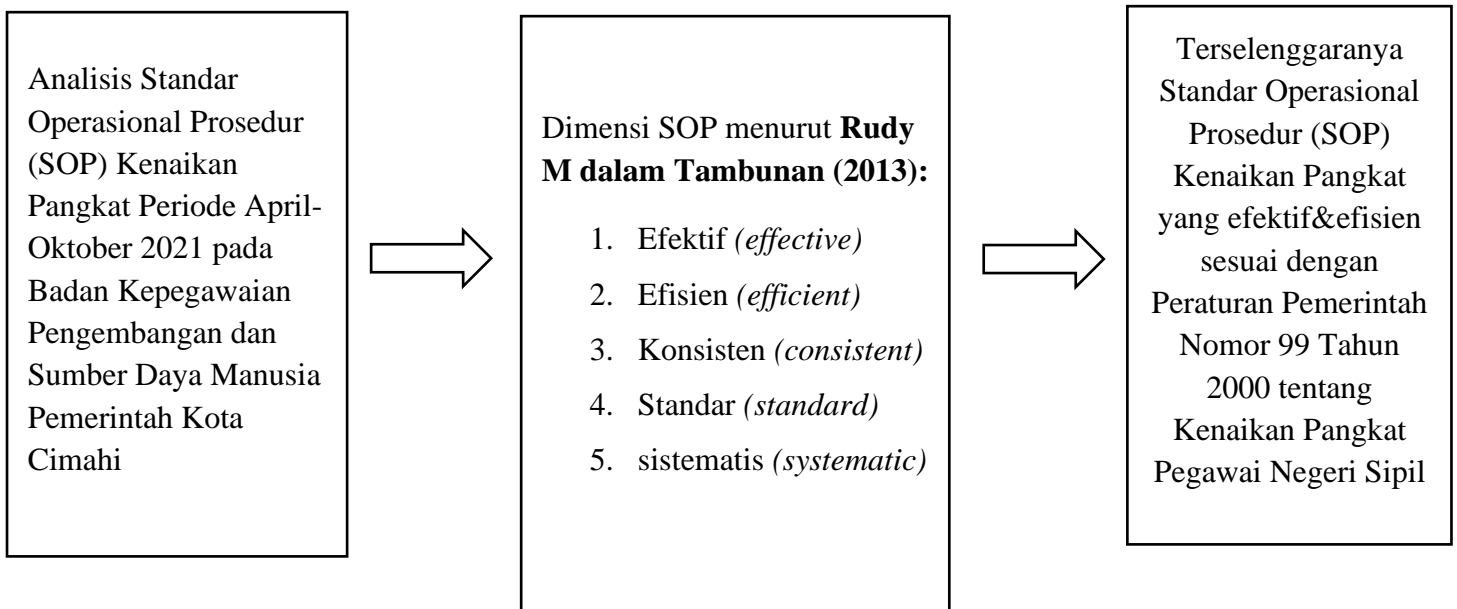 Analisis Standar
Operasional Prosedur
(SOP) Kenaikan
Pangkat Periode April-
Oktober 2021 pada
Badan Kepegawaian
Pengembangan dan
Sumber Daya Manusia
Pemerintah Kota
Cimahi
Dimensi SOP menurut Rudy
M dalam Tambunan (2013):
1. Efektif (effective)
2. Efisien (efficient)
3. Konsisten (consistent)
4. Standar (standard)
5. sistematis (systematic)
Terselenggaranya
Standar Operasional
Prosedur (SOP)
Kenaikan Pangkat
yang efektif&efisien
sesuai dengan
Peraturan Pemerintah
Nomor 99 Tahun
2000 tentang
Kenaikan Pangkat
Pegawai Negeri Sipil